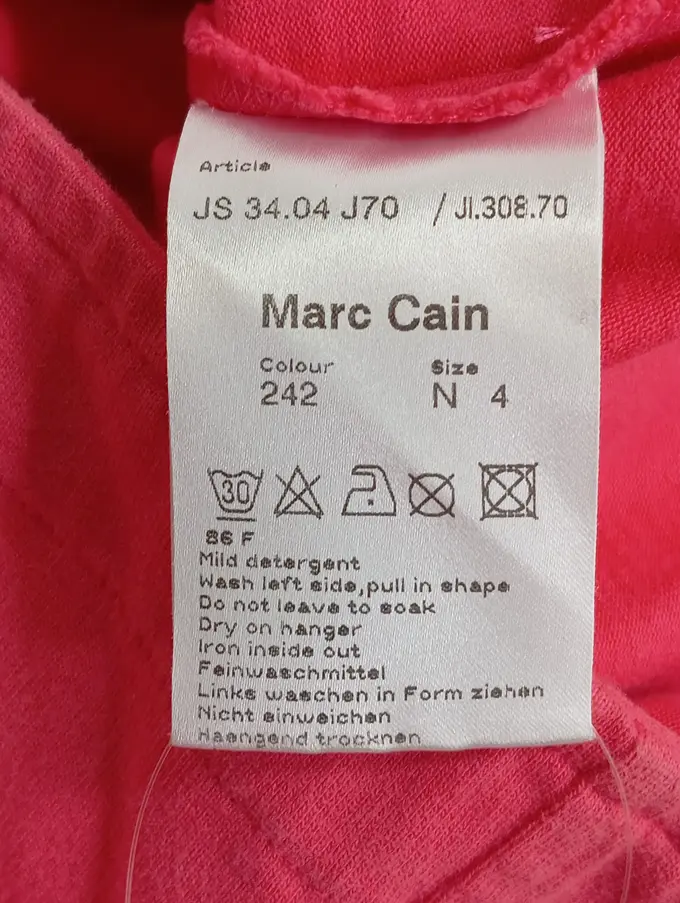 Article
JS 34.04 J70 / JI.308.70
Marc Cain
Colour Size
242 N 4
30
86 F
Mild detergent
Wash left side,pull in shape
Do not leave to soak
Dry on hanger
Iron inside out
Feinwaschmittel
Links waschen in Form ziehen
Nicht einweichen
Haengend trocknen